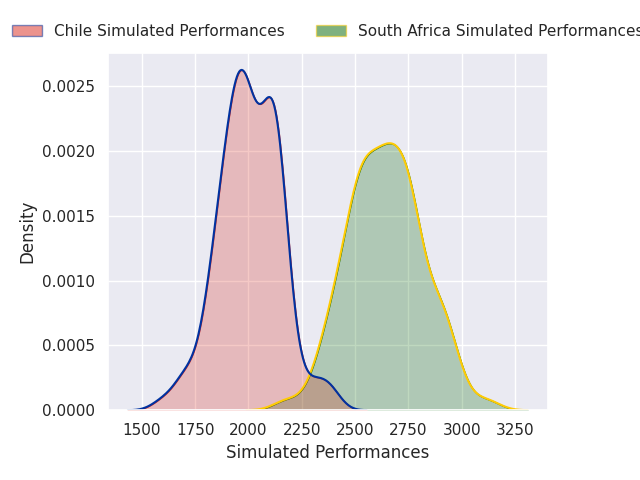 Chile Simulated Performances South Africa Simulated Performances
0.0025
0.0020
0.0015
0.0010
0.0005
0.0000
Density
1500 1750 2000 2250 2500 2750 3000 3250
Simulated Performances